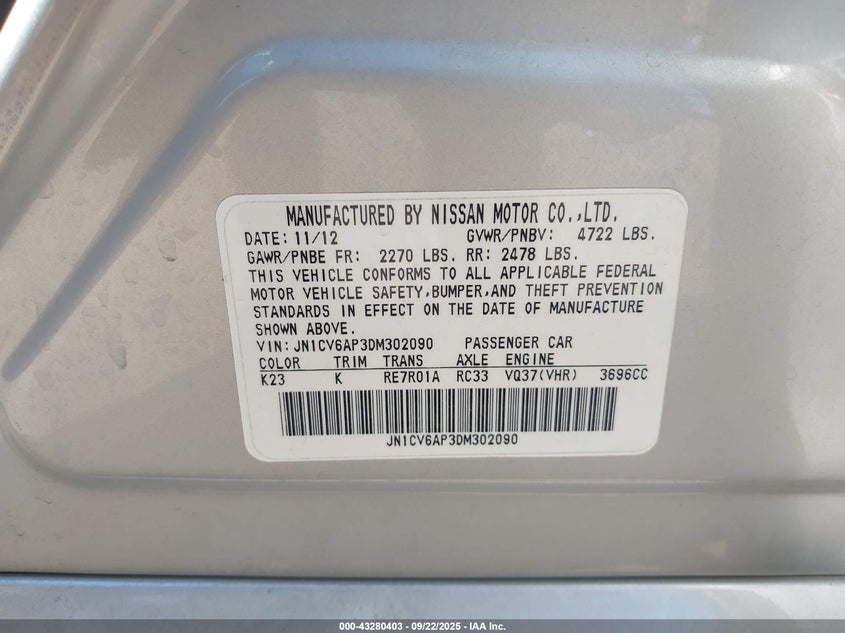 MANUFACTURED BY NISSAN MOTOR CO.,LTD.
DATE: 11/12 GVWR/PNBV: 4722 LBS.
GAWR/PNBE FR: 2270 LBS. RR: 2478 LBS.
THIS VEHICLE CONFORMS TO ALL APPLICABLE FEDERAL
MOTOR VEHICLE SAFETY,BUMPER,AND THEFT PREVENTION
STANDARDS IN EFFECT ON THE DATE OF MANUFACTURE
SHOWN ABOVE.
VIN: JN1CV6AP3DM302090 PASSENGER CAR
COLOR TRIM TRANS AXLE ENGINE
K23 K RE7R01A RC33 VQ37(VHR) 3696CC
JN1CV6AP3DM302090
000-43280403 - 09/22/2025 - IAA Inc.